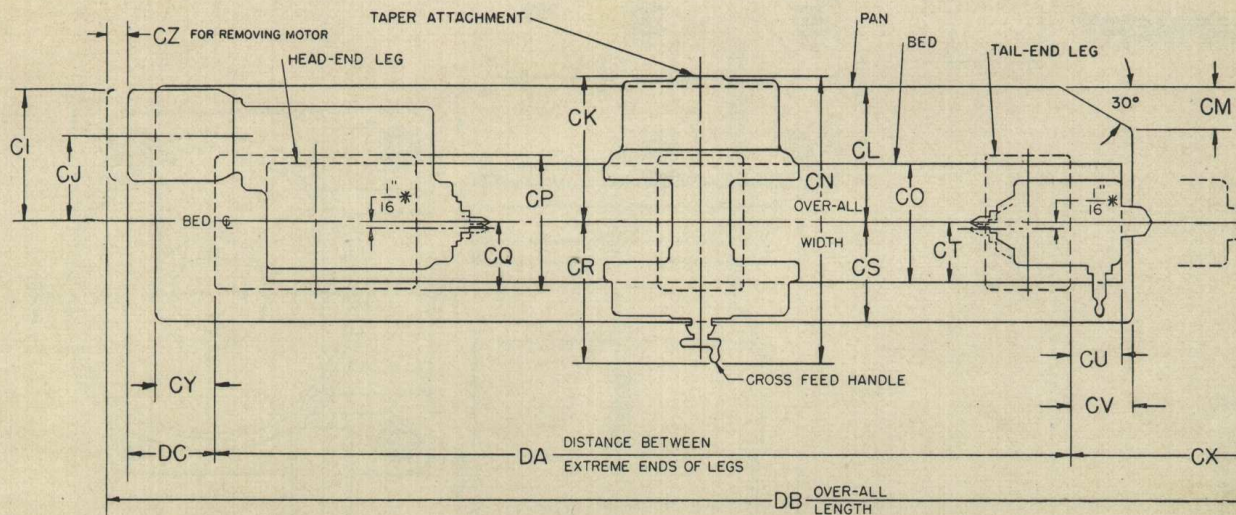 TAPER ATTACHMENT
CZ FOR REMOVING MOTOR
PAN
BED
HEAD-END LEG
TAIL-END LEG
CI
CJ
CK
CL
30°
CM
CP
CN
CO
1" *
16
1" *
16
BED ℄
OVER-ALL
WIDTH
CQ
CR
CS
CT
CU
CY
CROSS FEED HANDLE
CV
DC
DA DISTANCE BETWEEN
EXTREME ENDS OF LEGS
CX
DB OVER-ALL
LENGTH